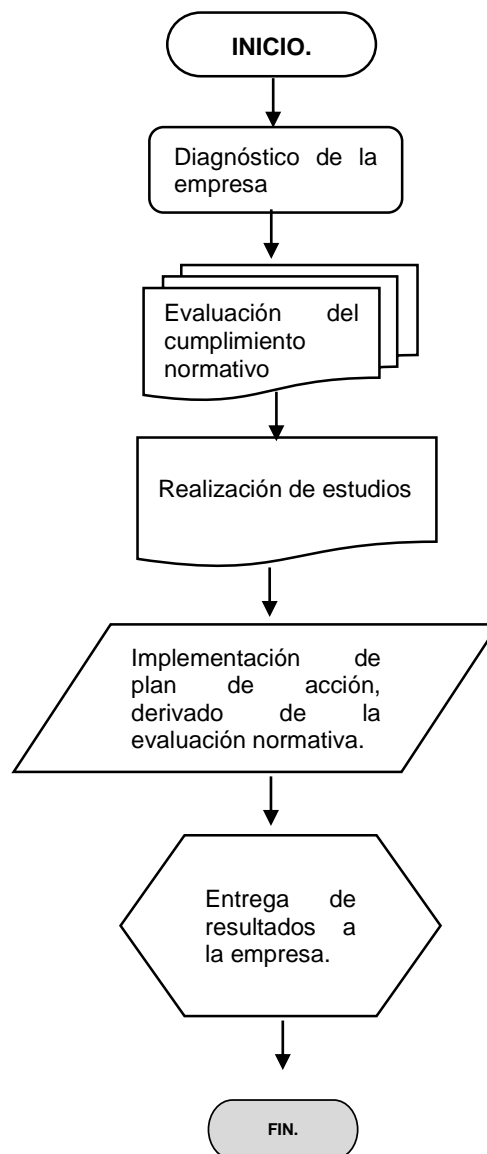 INICIO.
Diagnóstico de la
empresa
Evaluación del
cumplimiento
normativo
Realización de estudios
Implementación de
plan de acción,
derivado de la
evaluación normativa.
Entrega de
resultados a
la empresa.
FIN.